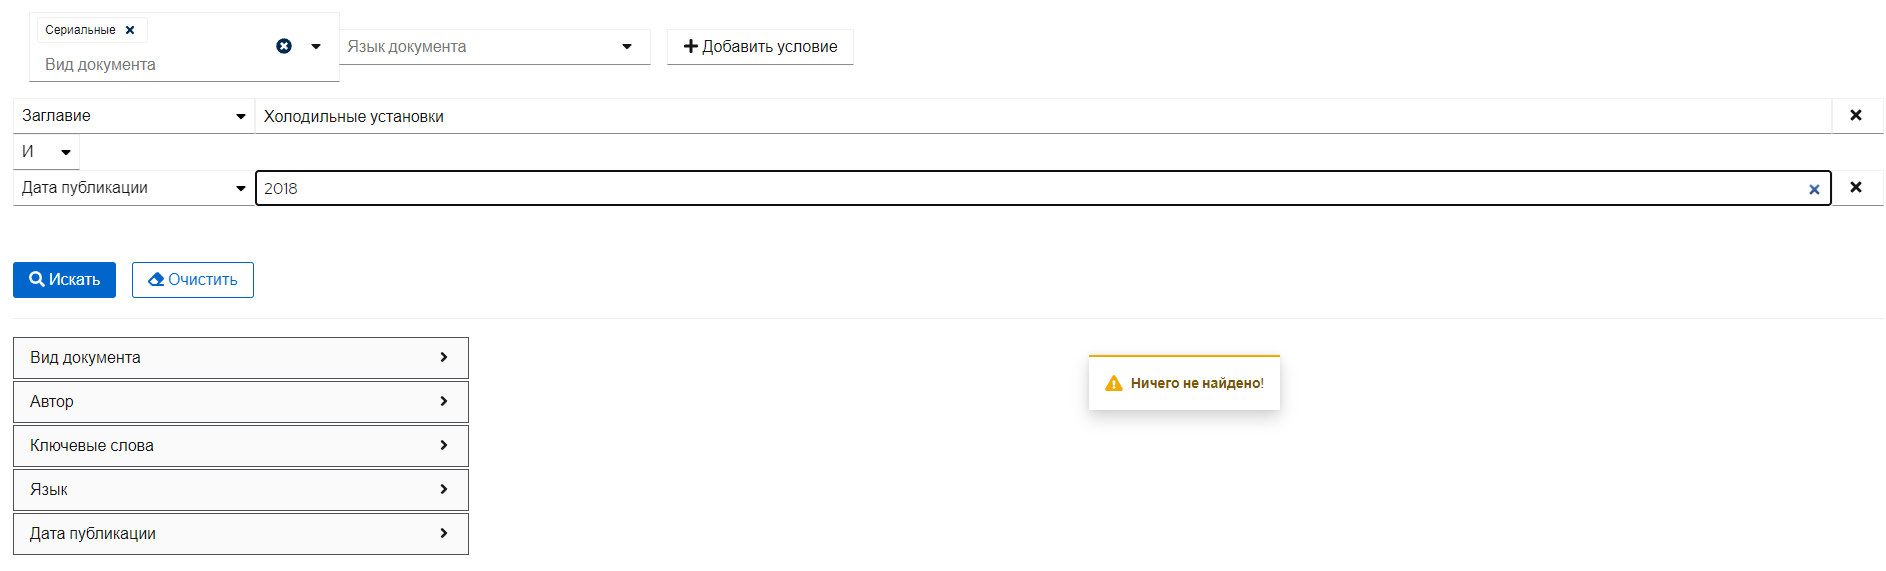 Сериальные
Вид документа
Язык документа
Добавить условие
Заглавие
Холодильные установки
И
Дата публикации
2018
Искать
Очистить
Вид документа
Автор
Ключевые слова
Язык
Дата публикации
Ничего не найдено!